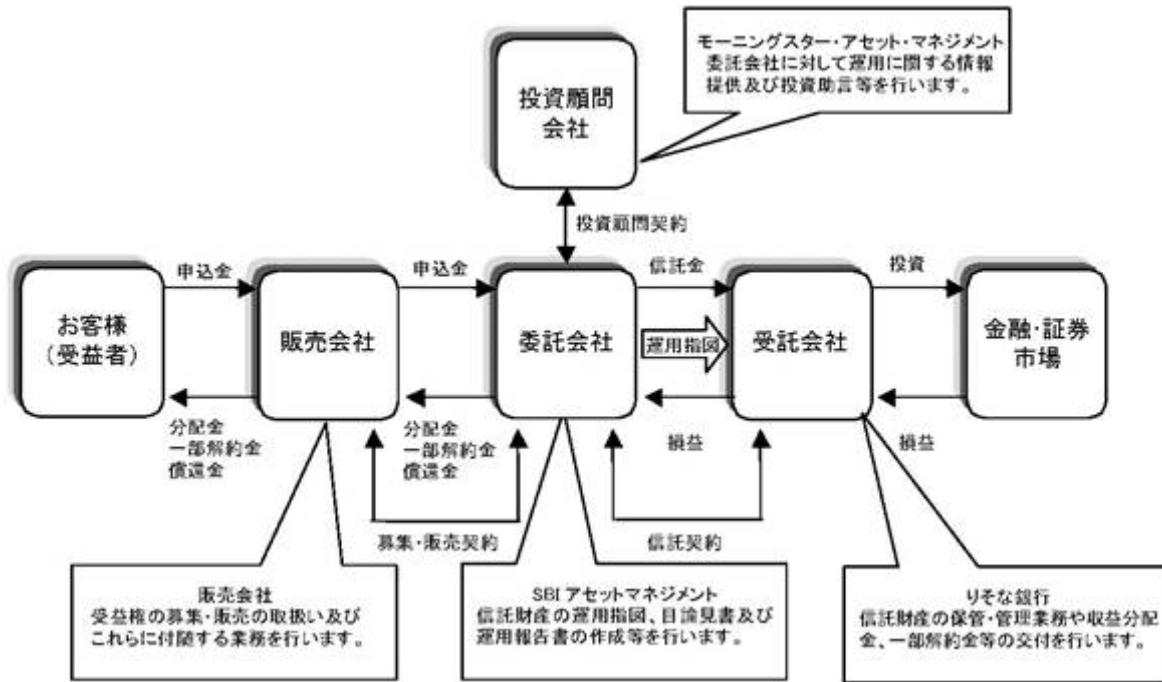 モーニングスター・アセット・マネジメント
委託会社に対して運用に関する情報
提供及び投資助言等を行います。
投資顧問
会社
投資顧問契約
申込金
申込金
信託金
投資
お客様
(受益者)
販売会社
委託会社
運用指図
受託会社
金融・証券
市場
分配金
一部解約金
償還金
分配金
一部解約金
償還金
損益
損益
募集・販売契約
信託契約
販売会社
受益権の募集・販売の取扱い及び
これらに付随する業務を行います。
SBIアセットマネジメント
信託財産の運用指図、目論見書及び
運用報告書の作成等を行います。
りそな銀行
信託財産の保管・管理業務や収益分配
金、一部解約金等の交付を行います。